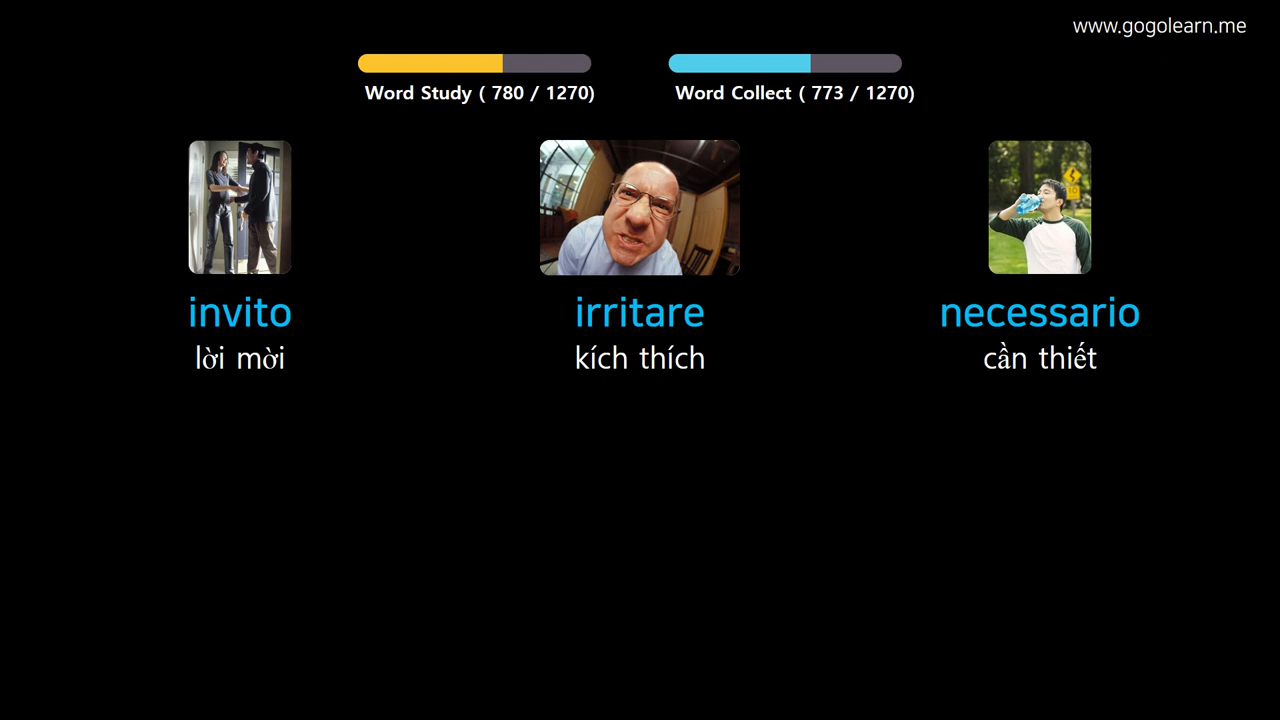 www.gogolearn.me
Word Study ( 780 / 1270)
Word Collect ( 773 / 1270)
invito
lời mời
irritare
kích thích
necessario
cần thiết